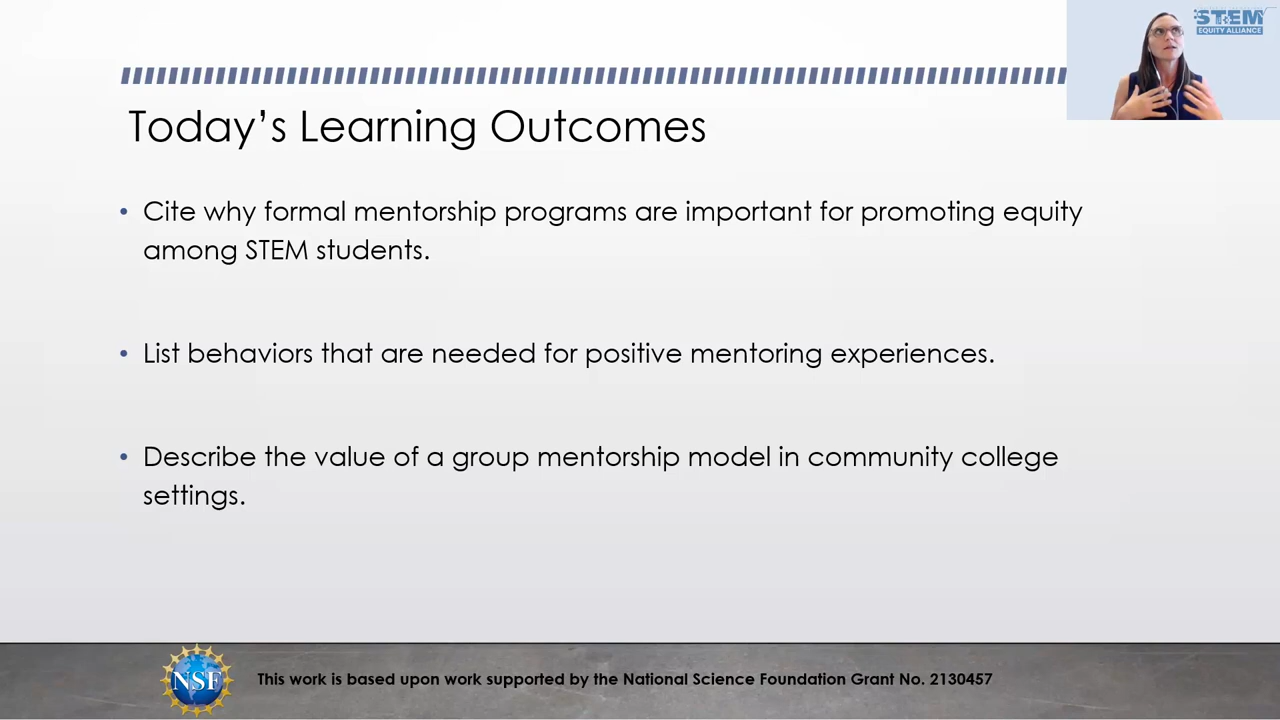 STEM
EQUITY ALLIANCE
Today's Learning Outcomes
• Cite why formal mentorship programs are important for promoting equity
among STEM students.
• List behaviors that are needed for positive mentoring experiences.
• Describe the value of a group mentorship model in community college
settings.
NSF
This work is based upon work supported by the National Science Foundation Grant No. 2130457